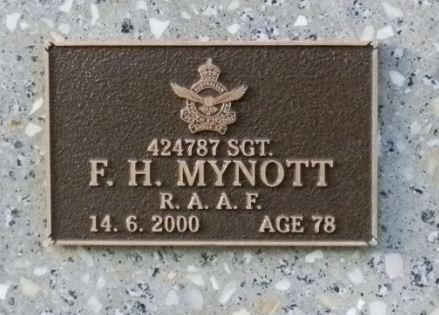 424787 SGT.
F. H. MYNOTT
R. A. A. F.
14. 6. 2000 AGE 78